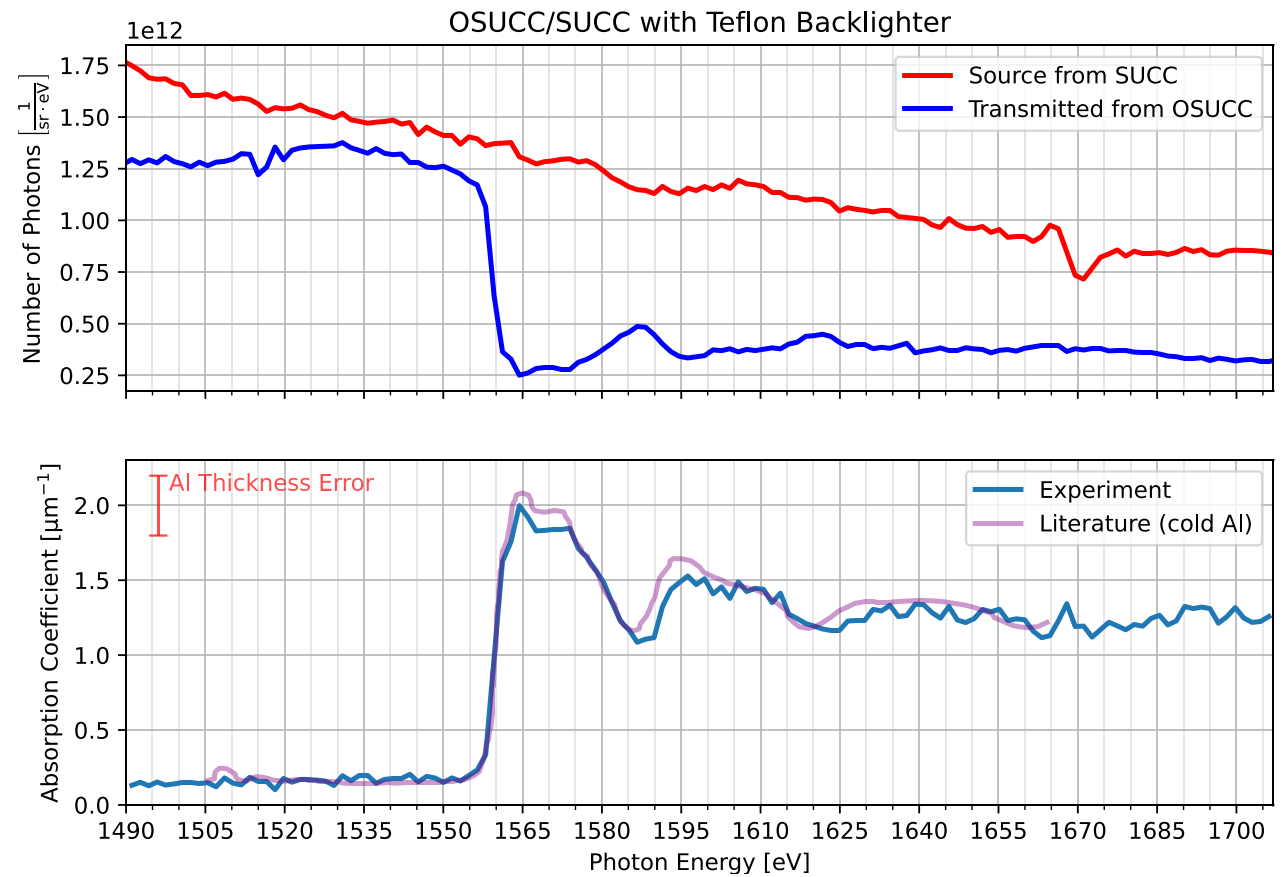 OSUCC/SUCC with Teflon Backlighter
1e12
Number of Photons [1/sr·eV]
1.75
1.50
1.25
1.00
0.75
0.50
0.25
Source from SUCC
Transmitted from OSUCC
Absorption Coefficient [µm⁻¹]
2.0
1.5
1.0
0.5
0.0
Al Thickness Error
Experiment
Literature (cold Al)
1490 1505 1520 1535 1550 1565 1580 1595 1610 1625 1640 1655 1670 1685 1700
Photon Energy [eV]